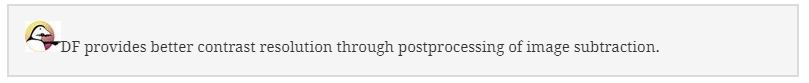 DF provides better contrast resolution through postprocessing of image subtraction.